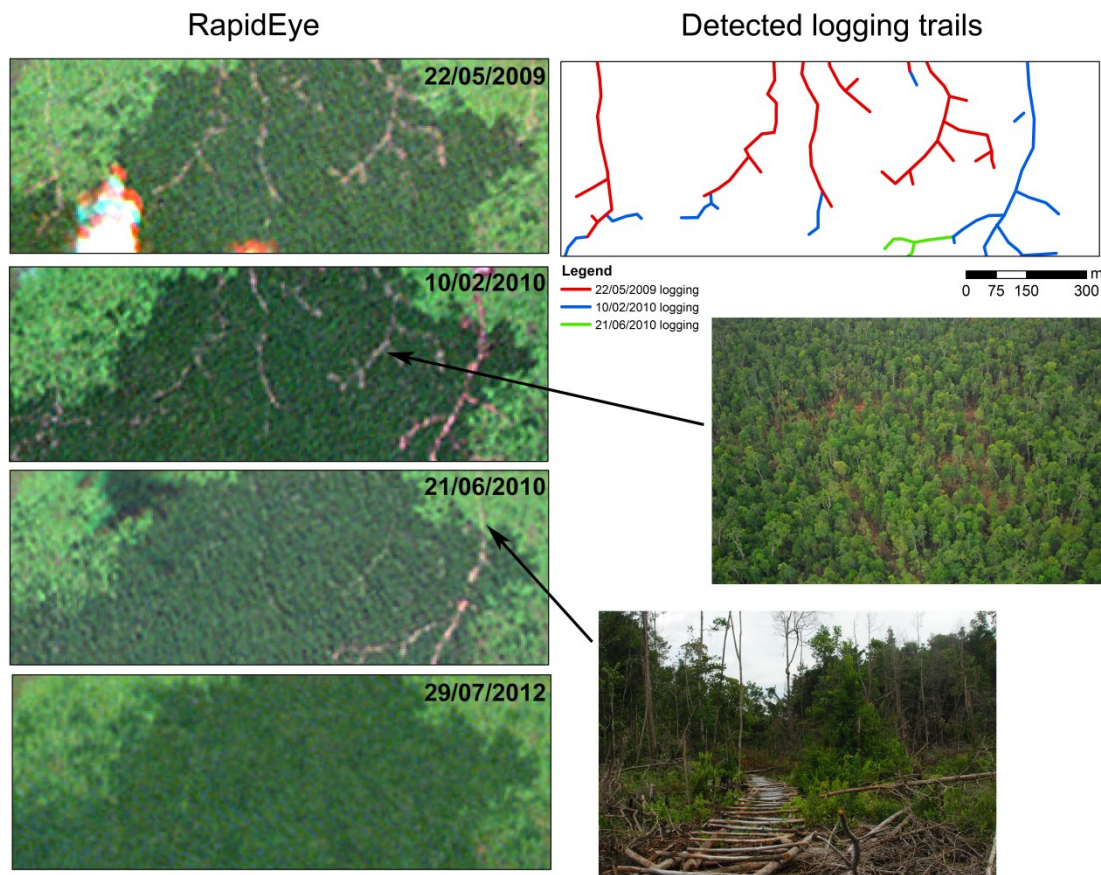 RapidEye
Detected logging trails
22/05/2009
10/02/2010
21/06/2010
29/07/2012
Legend
22/05/2009 logging
10/02/2010 logging
21/06/2010 logging
m
0 75 150 300